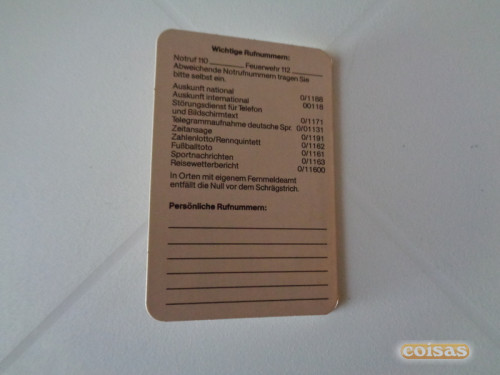 Wichtige Rufnummern:
Notruf 110 ________ Feuerwehr 112 ________
Abweichende Notrufnummern tragen Sie
bitte selbst ein.
Auskunft national 0/1188
Auskunft international 00118
Störungsdienst für Telefon
und Bildschirmtext 0/1171
Telegrammaufnahme deutsche Spr. 0/01131
Zeitansage 0/1191
Zahlenlotto/Rennquintett 0/1162
Fußballtoto 0/1161
Sportnachrichten 0/1163
Reisewetterbericht 0/11600
In Orten mit eigenem Fernmeldeamt
entfällt die Null vor dem Schrägstrich.
Persönliche Rufnummern:
coisas